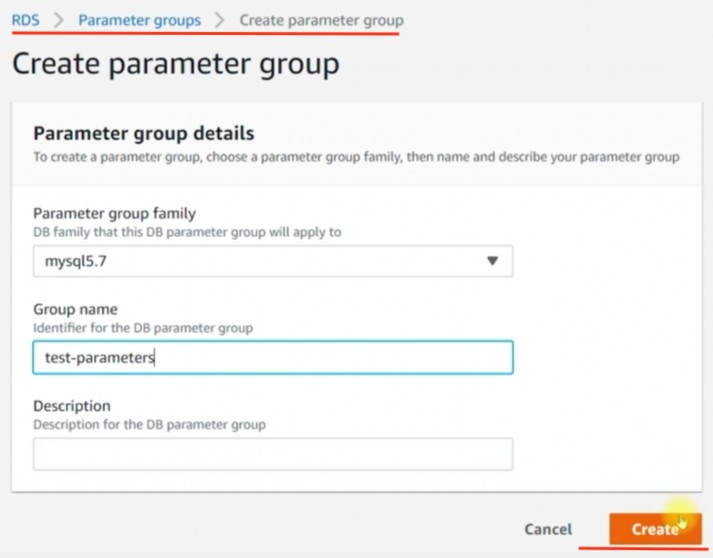 RDS > Parameter groups > Create parameter group
Create parameter group
Parameter group details
To create a parameter group, choose a parameter group family, then name and describe your parameter group
Parameter group family
DB family that this DB parameter group will apply to
mysql5.7
Group name
Identifier for the DB parameter group
test-parameters
Description
Description for the DB parameter group
Cancel Create